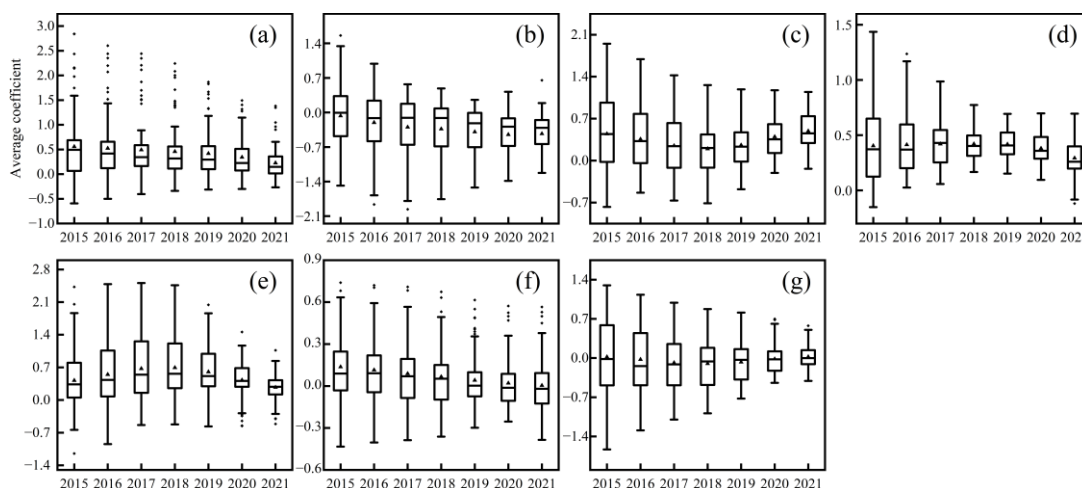 (a) (b) (c) (d)
Average coefficient
3.0 2.5 2.0 1.5 1.0 0.5 0.0 −0.5 −1.0
1.4 0.7 0.0 −0.7 −1.4 −2.1
2.1 1.4 0.7 0.0 −0.7
1.5 1.0 0.5 0.0
2015 2016 2017 2018 2019 2020 2021 2015 2016 2017 2018 2019 2020 2021 2015 2016 2017 2018 2019 2020 2021 2015 2016 2017 2018 2019 2020
(e) (f) (g)
2.8 2.1 1.4 0.7 0.0 −0.7 −1.4
0.9 0.6 0.3 0.0 −0.3 −0.6
1.4 0.7 0.0 −0.7 −1.4
2015 2016 2017 2018 2019 2020 2021 2015 2016 2017 2018 2019 2020 2021 2015 2016 2017 2018 2019 2020 2021